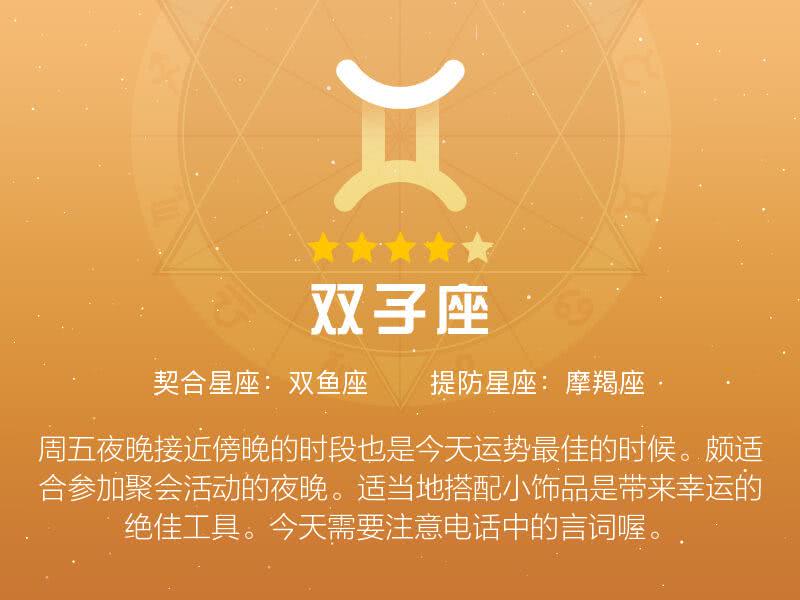 双子座
契合星座：双鱼座 提防星座：摩羯座
周五夜晚接近傍晚的时段也是今天运势最佳的时候。颇适
合参加聚会活动的夜晚。适当地搭配小饰品是带来幸运的
绝佳工具。今天需要注意电话中的言词喔。